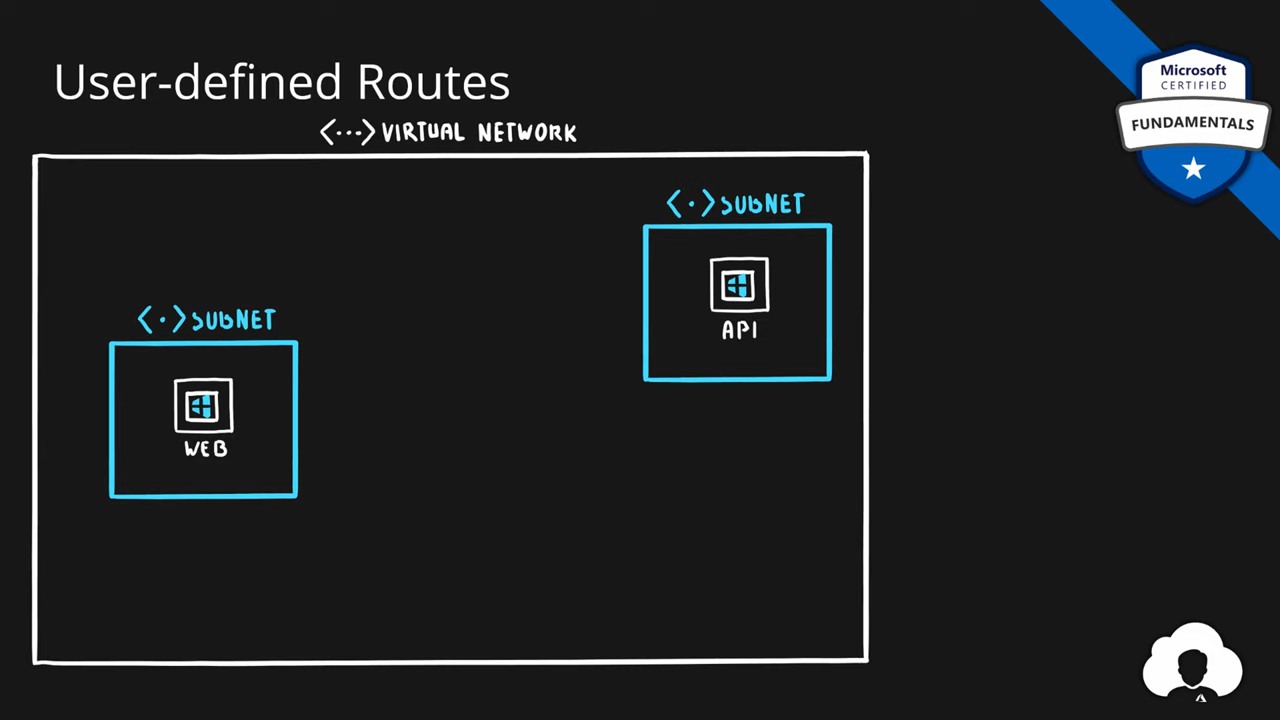 User-defined Routes
<···> VIRTUAL NETWORK
<·> SUBNET
API
<·> SUBNET
WEB
Microsoft
CERTIFIED
FUNDAMENTALS